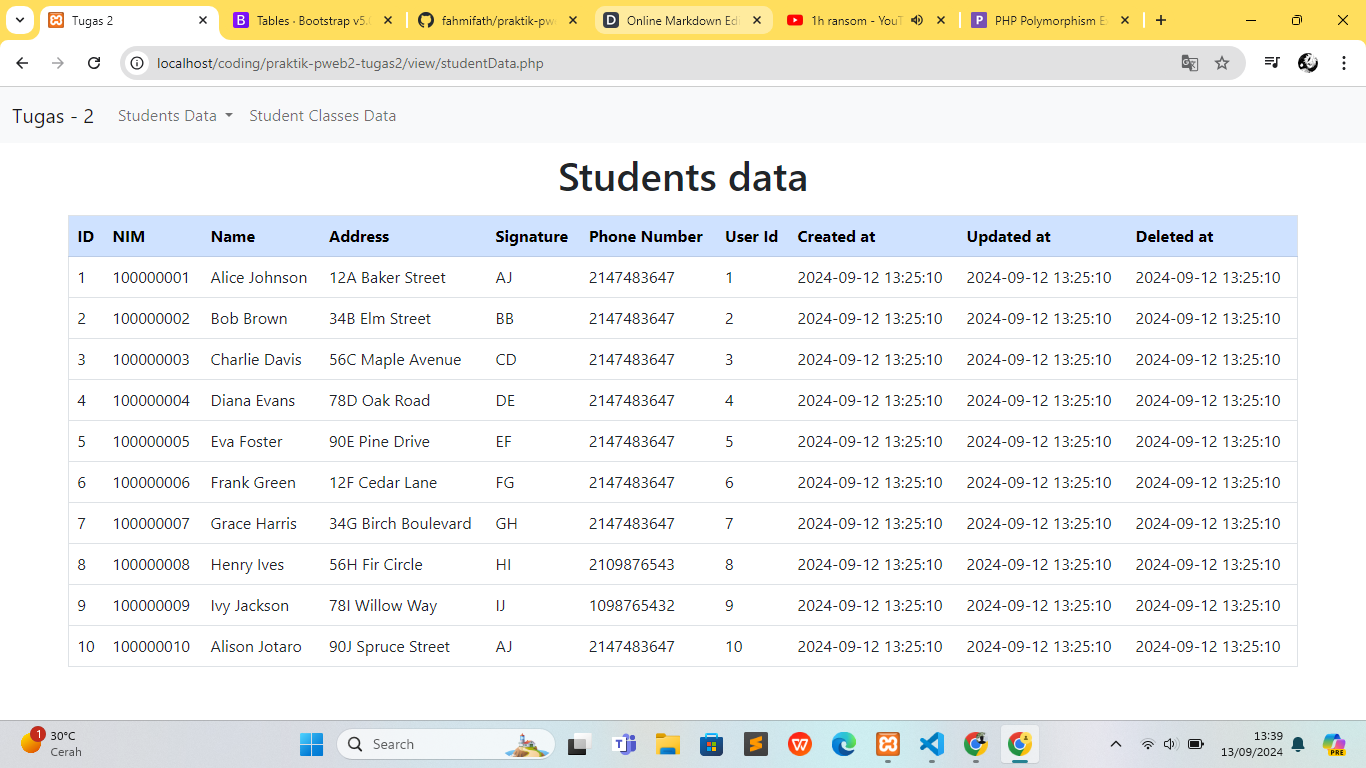 Tugas 2
Tables · Bootstrap v5.
fahmifath/praktik-pw
Online Markdown Edi
1h ransom - YouT
PHP Polymorphism E
localhost/coding/praktik-pweb2-tugas2/view/studentData.php
Tugas - 2 Students Data Student Classes Data
Students data
ID NIM Name Address Signature Phone Number User Id Created at Updated at Deleted at
1 100000001 Alice Johnson 12A Baker Street AJ 2147483647 1 2024-09-12 13:25:10 2024-09-12 13:25:10 2024-09-12 13:25:10
2 100000002 Bob Brown 34B Elm Street BB 2147483647 2 2024-09-12 13:25:10 2024-09-12 13:25:10 2024-09-12 13:25:10
3 100000003 Charlie Davis 56C Maple Avenue CD 2147483647 3 2024-09-12 13:25:10 2024-09-12 13:25:10 2024-09-12 13:25:10
4 100000004 Diana Evans 78D Oak Road DE 2147483647 4 2024-09-12 13:25:10 2024-09-12 13:25:10 2024-09-12 13:25:10
5 100000005 Eva Foster 90E Pine Drive EF 2147483647 5 2024-09-12 13:25:10 2024-09-12 13:25:10 2024-09-12 13:25:10
6 100000006 Frank Green 12F Cedar Lane FG 2147483647 6 2024-09-12 13:25:10 2024-09-12 13:25:10 2024-09-12 13:25:10
7 100000007 Grace Harris 34G Birch Boulevard GH 2147483647 7 2024-09-12 13:25:10 2024-09-12 13:25:10 2024-09-12 13:25:10
8 100000008 Henry Ives 56H Fir Circle HI 2109876543 8 2024-09-12 13:25:10 2024-09-12 13:25:10 2024-09-12 13:25:10
9 100000009 Ivy Jackson 78I Willow Way IJ 1098765432 9 2024-09-12 13:25:10 2024-09-12 13:25:10 2024-09-12 13:25:10
10 100000010 Alison Jotaro 90J Spruce Street AJ 2147483647 10 2024-09-12 13:25:10 2024-09-12 13:25:10 2024-09-12 13:25:10
1
30°C
Cerah
Search
13:39
13/09/2024
PRE